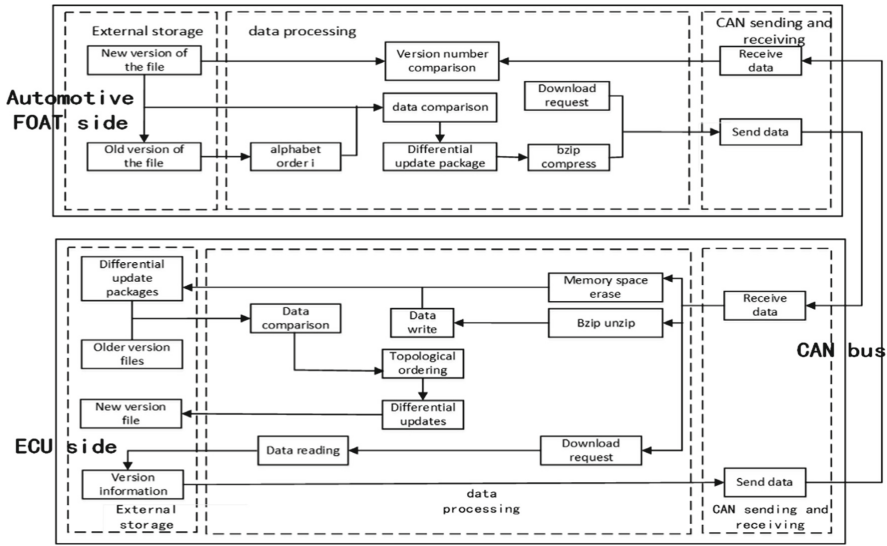 External storage
data processing
CAN sending and
receiving
New version of
the file
Version number
comparison
Receive
data
Automotive
FOAT side
Download
request
data comparison
Send data
Old version of
the file
alphabet
order i
Differential
update package
bzip
compress
Differential
update
packages
Memory space
erase
Receive
data
Data
comparison
Data
write
Bzip unzip
CAN bus
Older version
files
Topological
ordering
New version
file
Differential
updates
ECU side
Data reading
Download
request
Version
information
Send data
External
storage
data
processing
CAN sending and
receiving